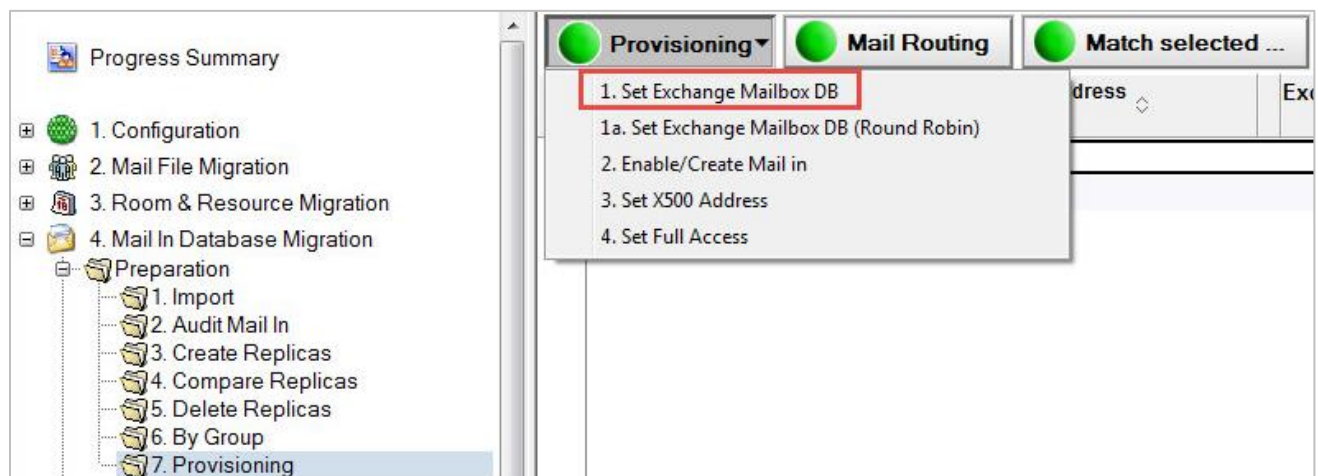 Progress Summary
1. Configuration
2. Mail File Migration
3. Room & Resource Migration
4. Mail In Database Migration
Preparation
1. Import
2. Audit Mail In
3. Create Replicas
4. Compare Replicas
5. Delete Replicas
6. By Group
7. Provisioning
Provisioning Mail Routing Match selected ...
1. Set Exchange Mailbox DB
1a. Set Exchange Mailbox DB (Round Robin)
2. Enable/Create Mail in
3. Set X500 Address
4. Set Full Access
dress